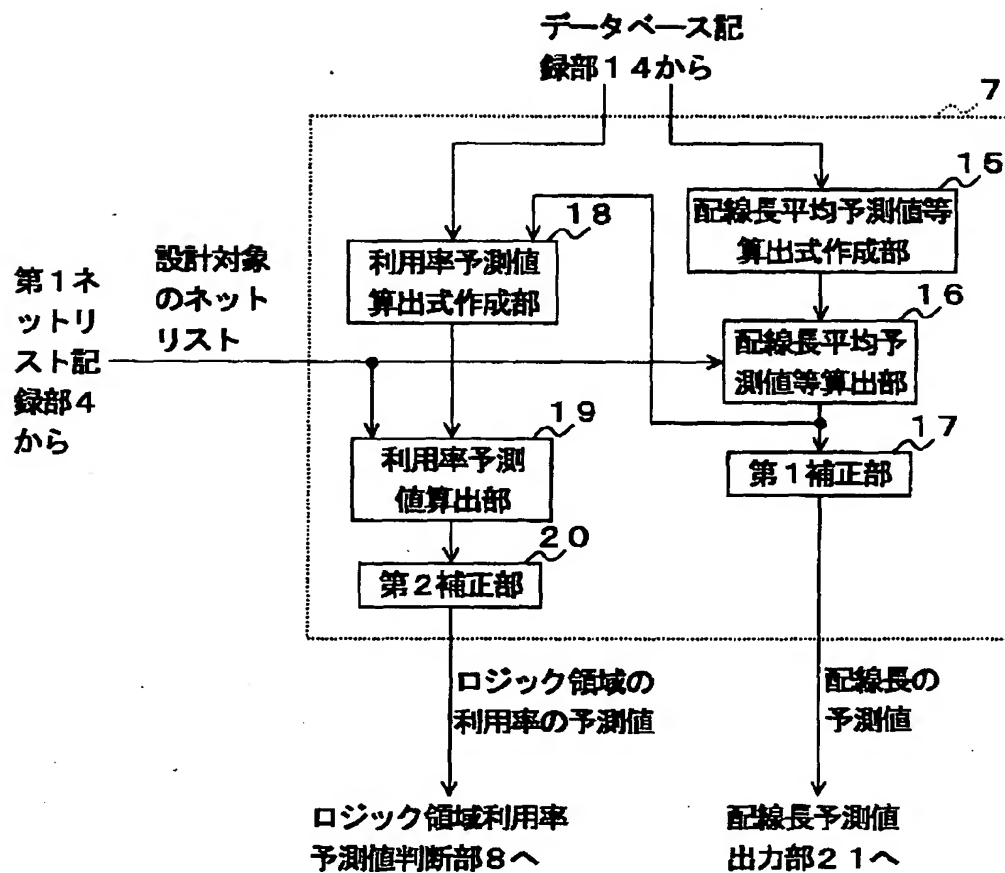 データベース記
録部14から
7
15
配線長平均予測値等
算出式作成部
18
利用率予測値
算出式作成部
設計対象
のネット
リスト
第1ネ
ットリ
スト記
録部4
から
16
配線長平均予
測値等算出部
19
利用率予測
値算出部
17
第1補正部
20
第2補正部
ロジック領域の
利用率の予測値
配線長の
予測値
ロジック領域利用率
予測値判断部8へ
配線長予測値
出力部21へ